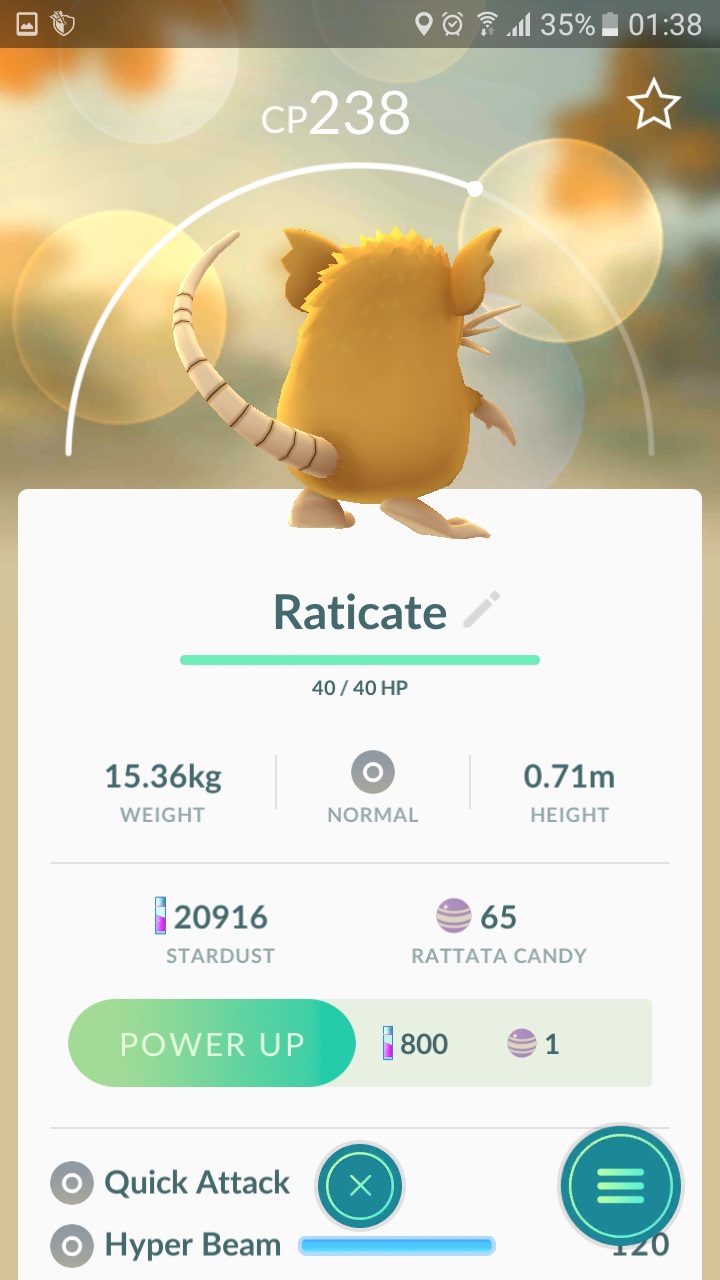 35% 01:38
CP238
Raticate
40 / 40 HP
15.36kg
WEIGHT
NORMAL
0.71m
HEIGHT
20916
STARDUST
65
RATTATA CANDY
POWER UP 800 1
Quick Attack
Hyper Beam 120